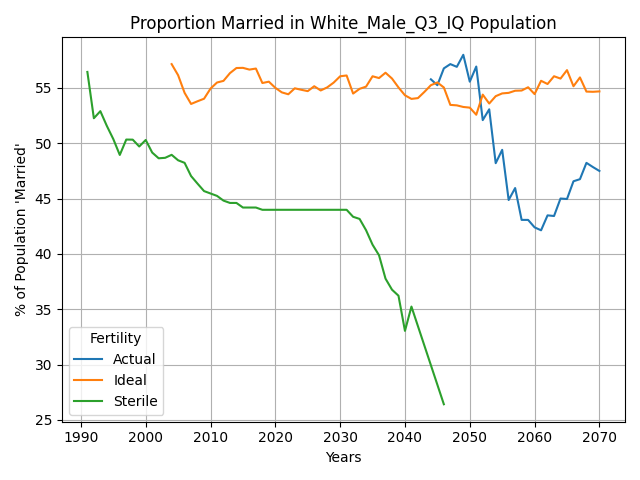 Proportion Married in White_Male_Q3_IQ Population
% of Population 'Married'
55
50
45
40
35
30
25
Fertility
Actual
Ideal
Sterile
1990 2000 2010 2020 2030 2040 2050 2060 2070
Years